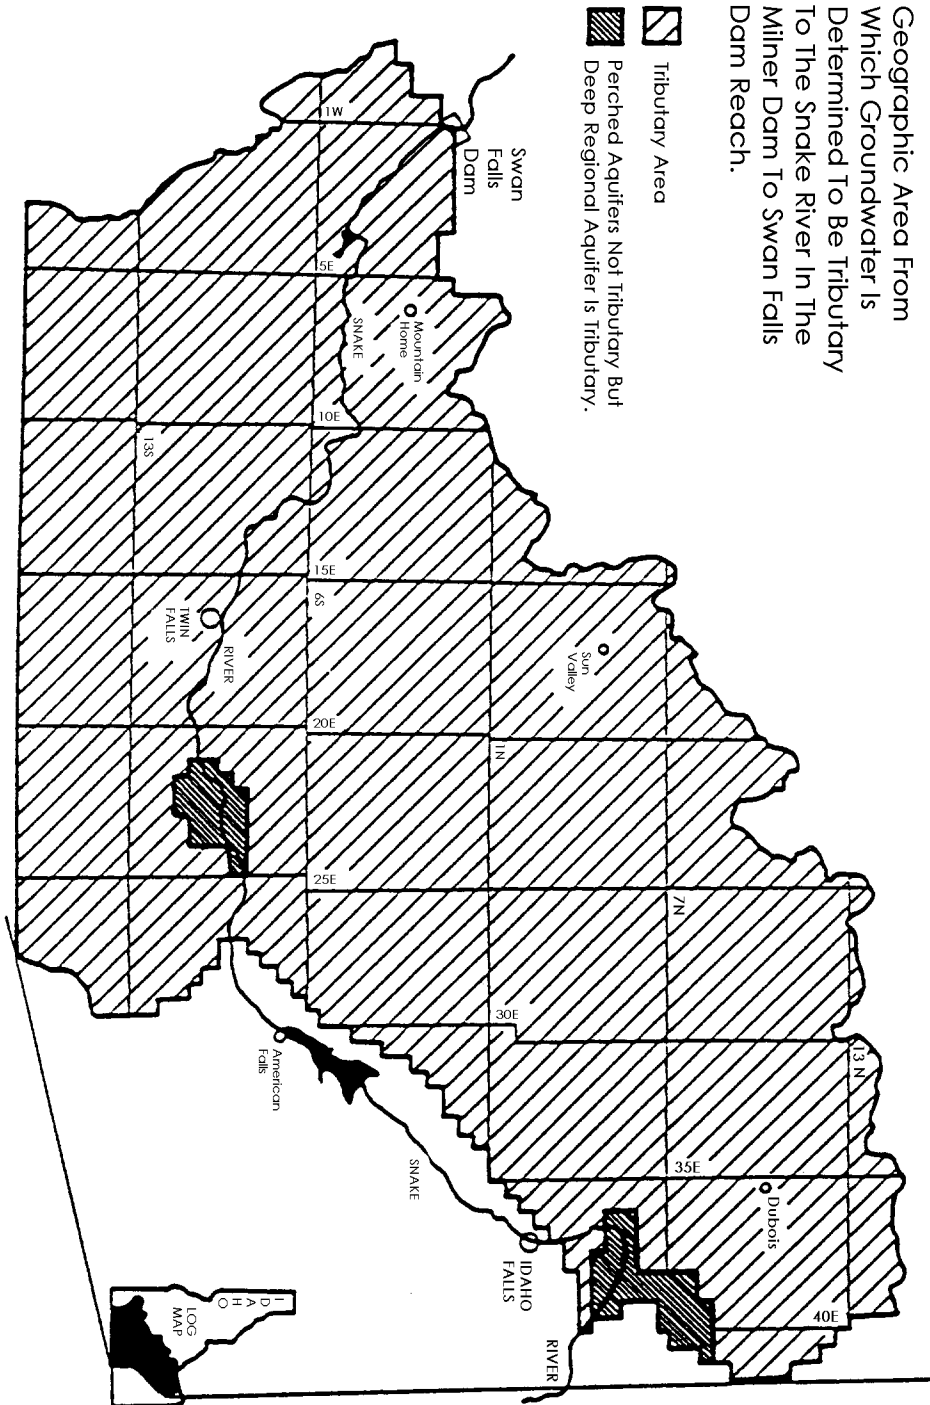 Geographic Area From
Which Groundwater Is
Determined To Be Tributary
To The Snake River In The
Milner Dam To Swan Falls
Dam Reach.
Tributary Area
Perched Aquifers Not Tributary But
Deep Regional Aquifer Is Tributary.
Swan
Falls
Dam
1W
5E
Mountain
Home
SNAKE
10E
13S
15E
6S
TWIN
FALLS
RIVER
Sun
Valley
20E
1N
25E
7N
30E
13 N
American
Falls
SNAKE
35E
Dubois
IDAHO
FALLS
40E
RIVER
I
D
A
H
O
LOG
MAP